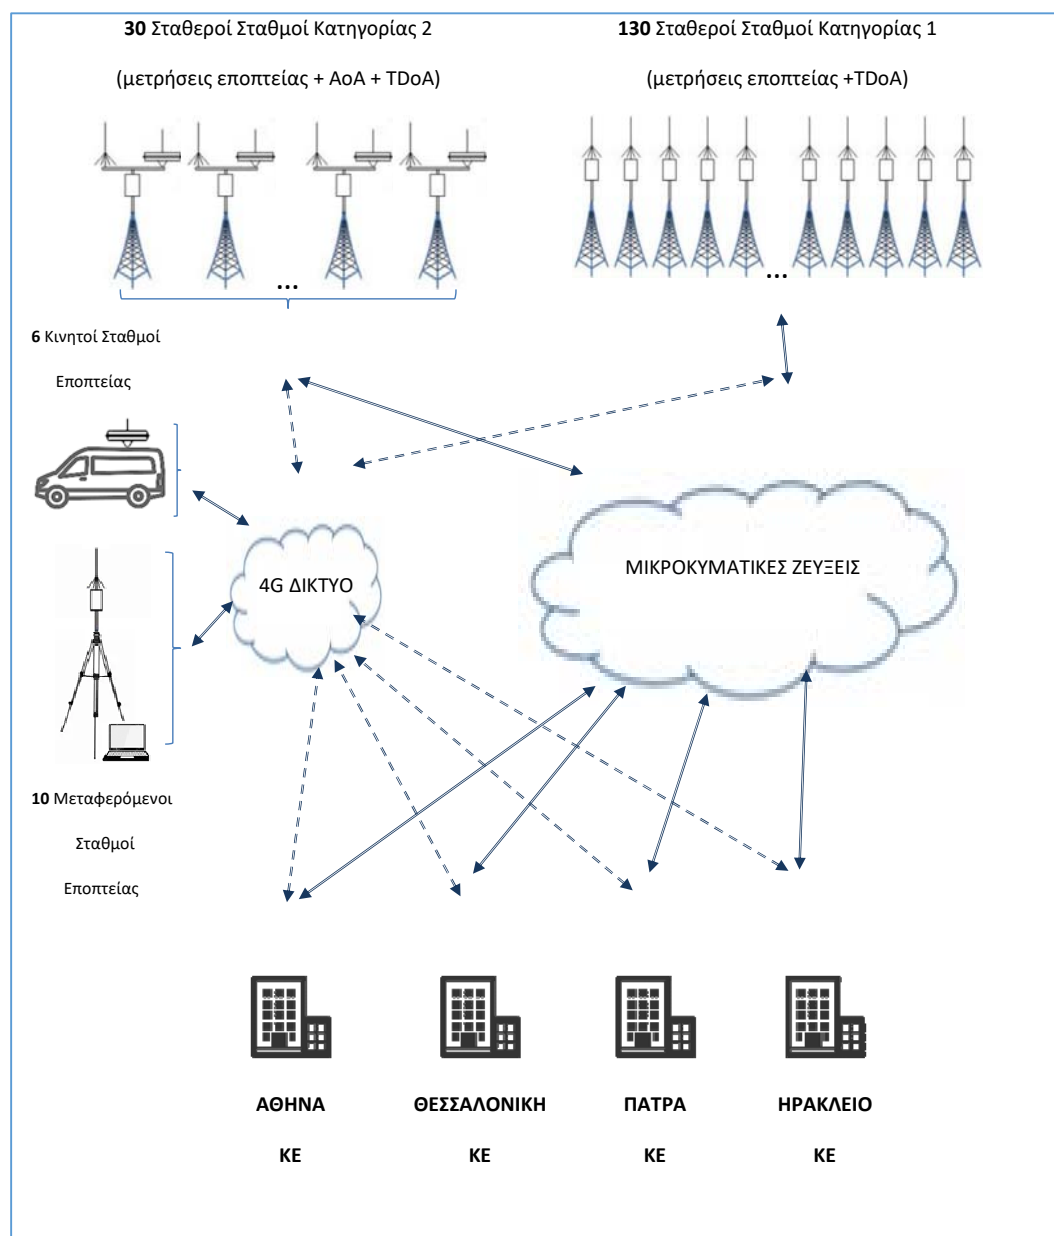 30 Σταθεροί Σταθμοί Κατηγορίας 2
(μετρήσεις εποπτείας + AoA + TDoA)
130 Σταθεροί Σταθμοί Κατηγορίας 1
(μετρήσεις εποπτείας +TDoA)
...
...
6 Κινητοί Σταθμοί
Εποπτείας
4G ΔΙΚΤΥΟ
ΜΙΚΡΟΚΥΜΑΤΙΚΕΣ ΖΕΥΞΕΙΣ
10 Μεταφερόμενοι
Σταθμοί
Εποπτείας
ΑΘΗΝΑ
ΚΕ
ΘΕΣΣΑΛΟΝΙΚΗ
ΚΕ
ΠΑΤΡΑ
ΚΕ
ΗΡΑΚΛΕΙΟ
ΚΕ